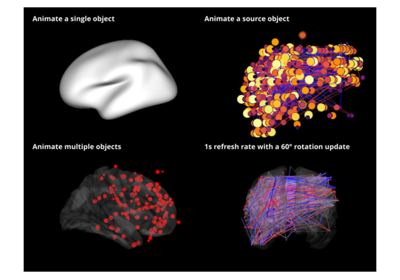 Animate a single object
Animate a source object
Animate multiple objects
1s refresh rate with a 60° rotation update